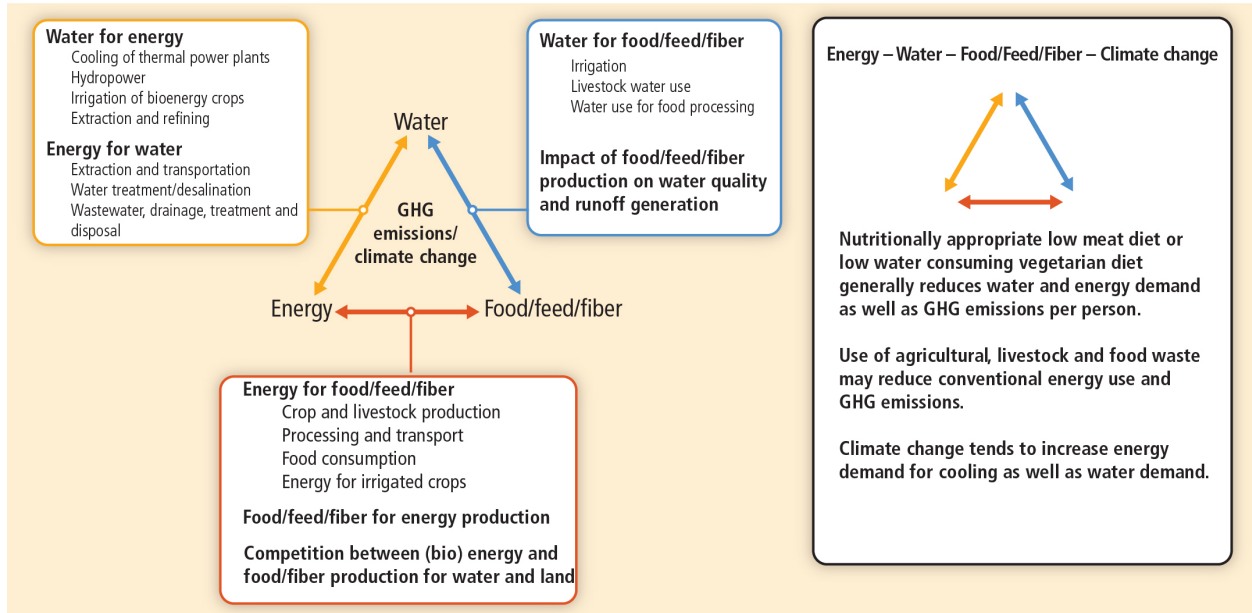 Water for energy
Cooling of thermal power plants
Hydropower
Irrigation of bioenergy crops
Extraction and refining
Energy for water
Extraction and transportation
Water treatment/desalination
Wastewater, drainage, treatment and
disposal
Water for food/feed/fiber
Irrigation
Livestock water use
Water use for food processing
Impact of food/feed/fiber
production on water quality
and runoff generation
Water
GHG
emissions/
climate change
Energy
Food/feed/fiber
Energy for food/feed/fiber
Crop and livestock production
Processing and transport
Food consumption
Energy for irrigated crops
Food/feed/fiber for energy production
Competition between (bio) energy and
food/fiber production for water and land
Energy – Water – Food/Feed/Fiber – Climate change
Nutritionally appropriate low meat diet or
low water consuming vegetarian diet
generally reduces water and energy demand
as well as GHG emissions per person.
Use of agricultural, livestock and food waste
may reduce conventional energy use and
GHG emissions.
Climate change tends to increase energy
demand for cooling as well as water demand.